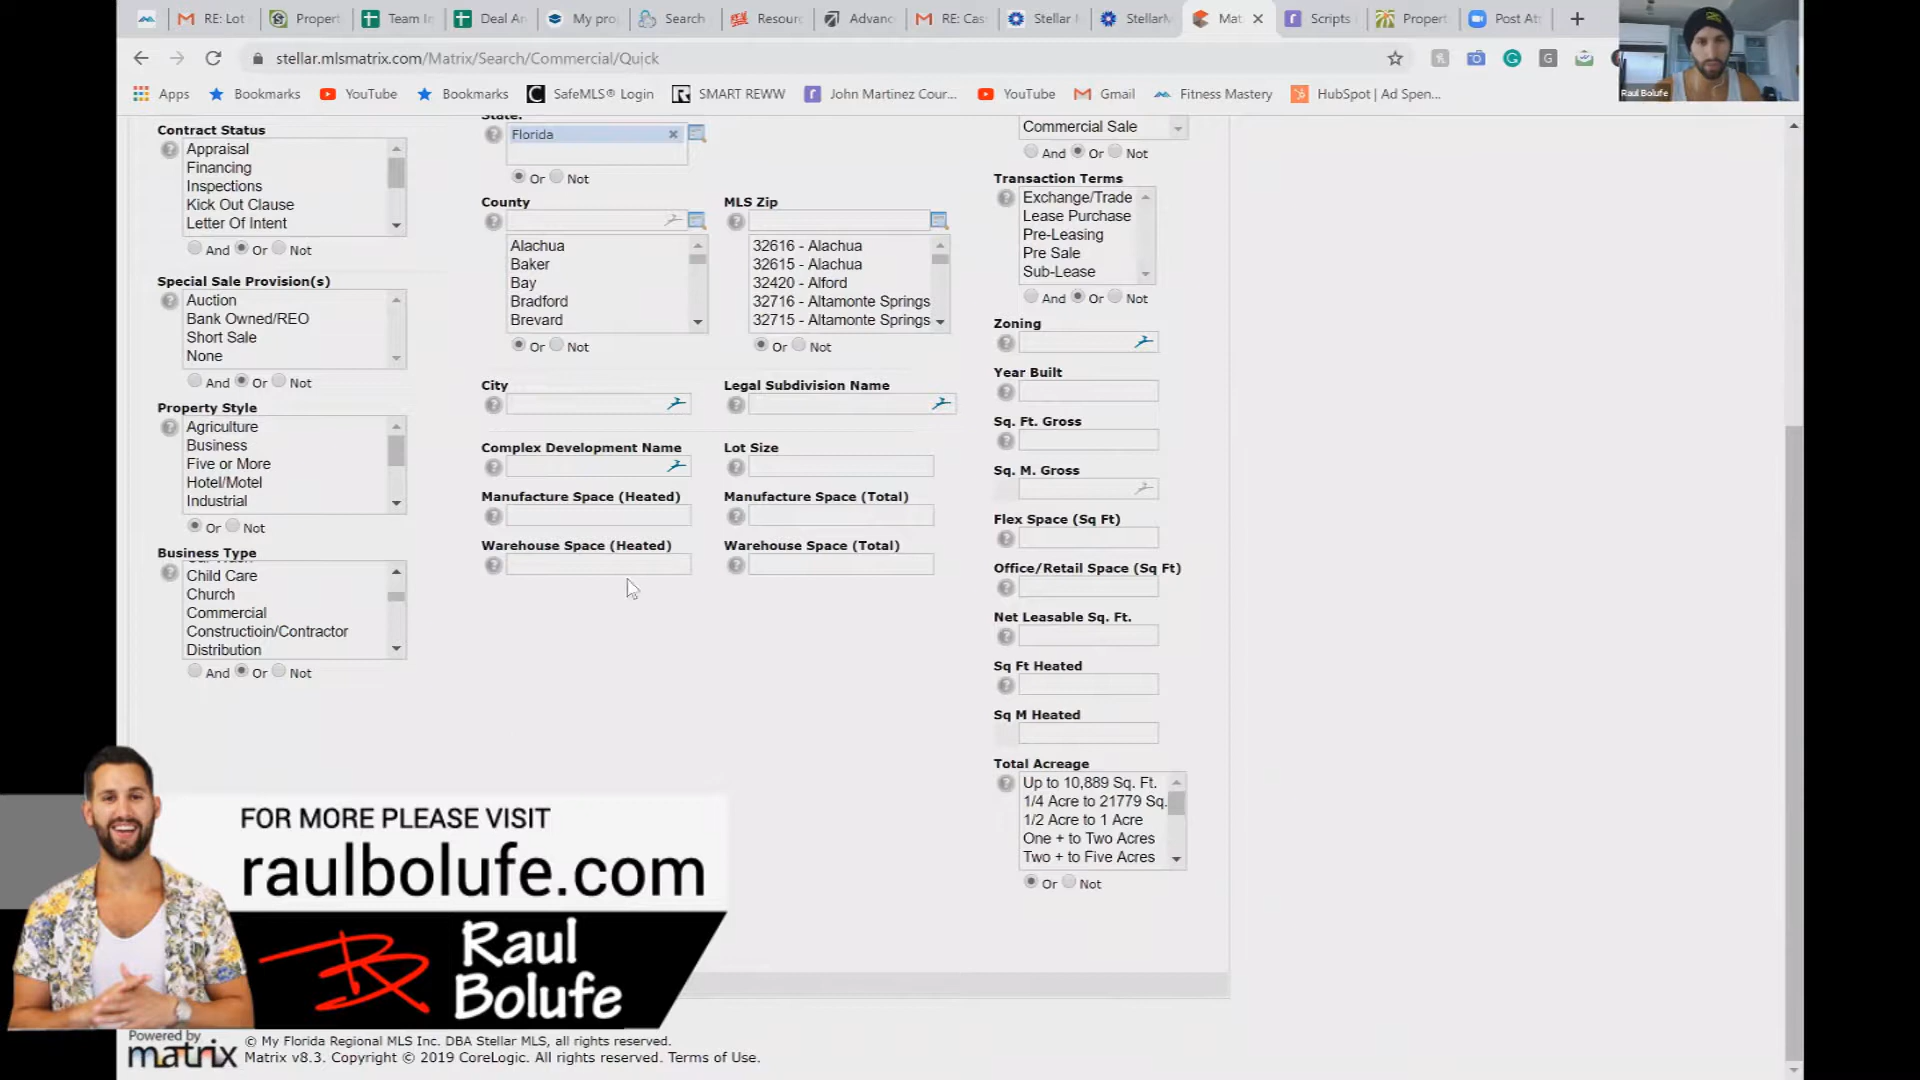 RE: Lot
Propert
Team In
Deal An
My pro
Search
Resour
Advanc
RE: Cas
Stellar
StellarM
Mat
Scripts
Propert
Post At
stellar.mlsmatrix.com/Matrix/Search/Commercial/Quick
Apps
Bookmarks
YouTube
Bookmarks
SafeMLS® Login
SMART REWW
John Martinez Cour...
YouTube
Gmail
Fitness Mastery
HubSpot | Ad Spen...
Raul Bolufe
Contract Status
Appraisal
Financing
Inspections
Kick Out Clause
Letter Of Intent
And Or Not
Special Sale Provision(s)
Auction
Bank Owned/REO
Short Sale
None
And Or Not
Property Style
Agriculture
Business
Five or More
Hotel/Motel
Industrial
Or Not
Business Type
Child Care
Church
Commercial
Constructioin/Contractor
Distribution
And Or Not
State:
Florida
Or Not
County
Alachua
Baker
Bay
Bradford
Brevard
Or Not
MLS Zip
32616 - Alachua
32615 - Alachua
32420 - Alford
32716 - Altamonte Springs
32715 - Altamonte Springs
Or Not
City
Legal Subdivision Name
Complex Development Name
Lot Size
Manufacture Space (Heated)
Manufacture Space (Total)
Warehouse Space (Heated)
Warehouse Space (Total)
Commercial Sale
And Or Not
Transaction Terms
Exchange/Trade
Lease Purchase
Pre-Leasing
Pre Sale
Sub-Lease
And Or Not
Zoning
Year Built
Sq. Ft. Gross
Sq. M. Gross
Flex Space (Sq Ft)
Office/Retail Space (Sq Ft)
Net Leasable Sq. Ft.
Sq Ft Heated
Sq M Heated
Total Acreage
Up to 10,889 Sq. Ft.
1/4 Acre to 21779 Sq.
1/2 Acre to 1 Acre
One + to Two Acres
Two + to Five Acres
Or Not
FOR MORE PLEASE VISIT
raulbolufe.com
Raul
Bolufe
Powered by
matrix
© My Florida Regional MLS Inc. DBA Stellar MLS, all rights reserved.
Matrix v8.3. Copyright © 2019 CoreLogic. All rights reserved. Terms of Use.